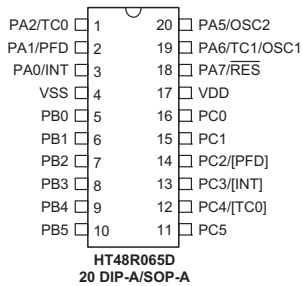 PA2/TC0 1 20 PA5/OSC2
PA1/PFD 2 19 PA6/TC1/OSC1
PA0/INT 3 18 PA7/RES
VSS 4 17 VDD
PB0 5 16 PC0
PB1 6 15 PC1
PB2 7 14 PC2/[PFD]
PB3 8 13 PC3/[INT]
PB4 9 12 PC4/[TC0]
PB5 10 11 PC5
HT48R065D
20 DIP-A/SOP-A